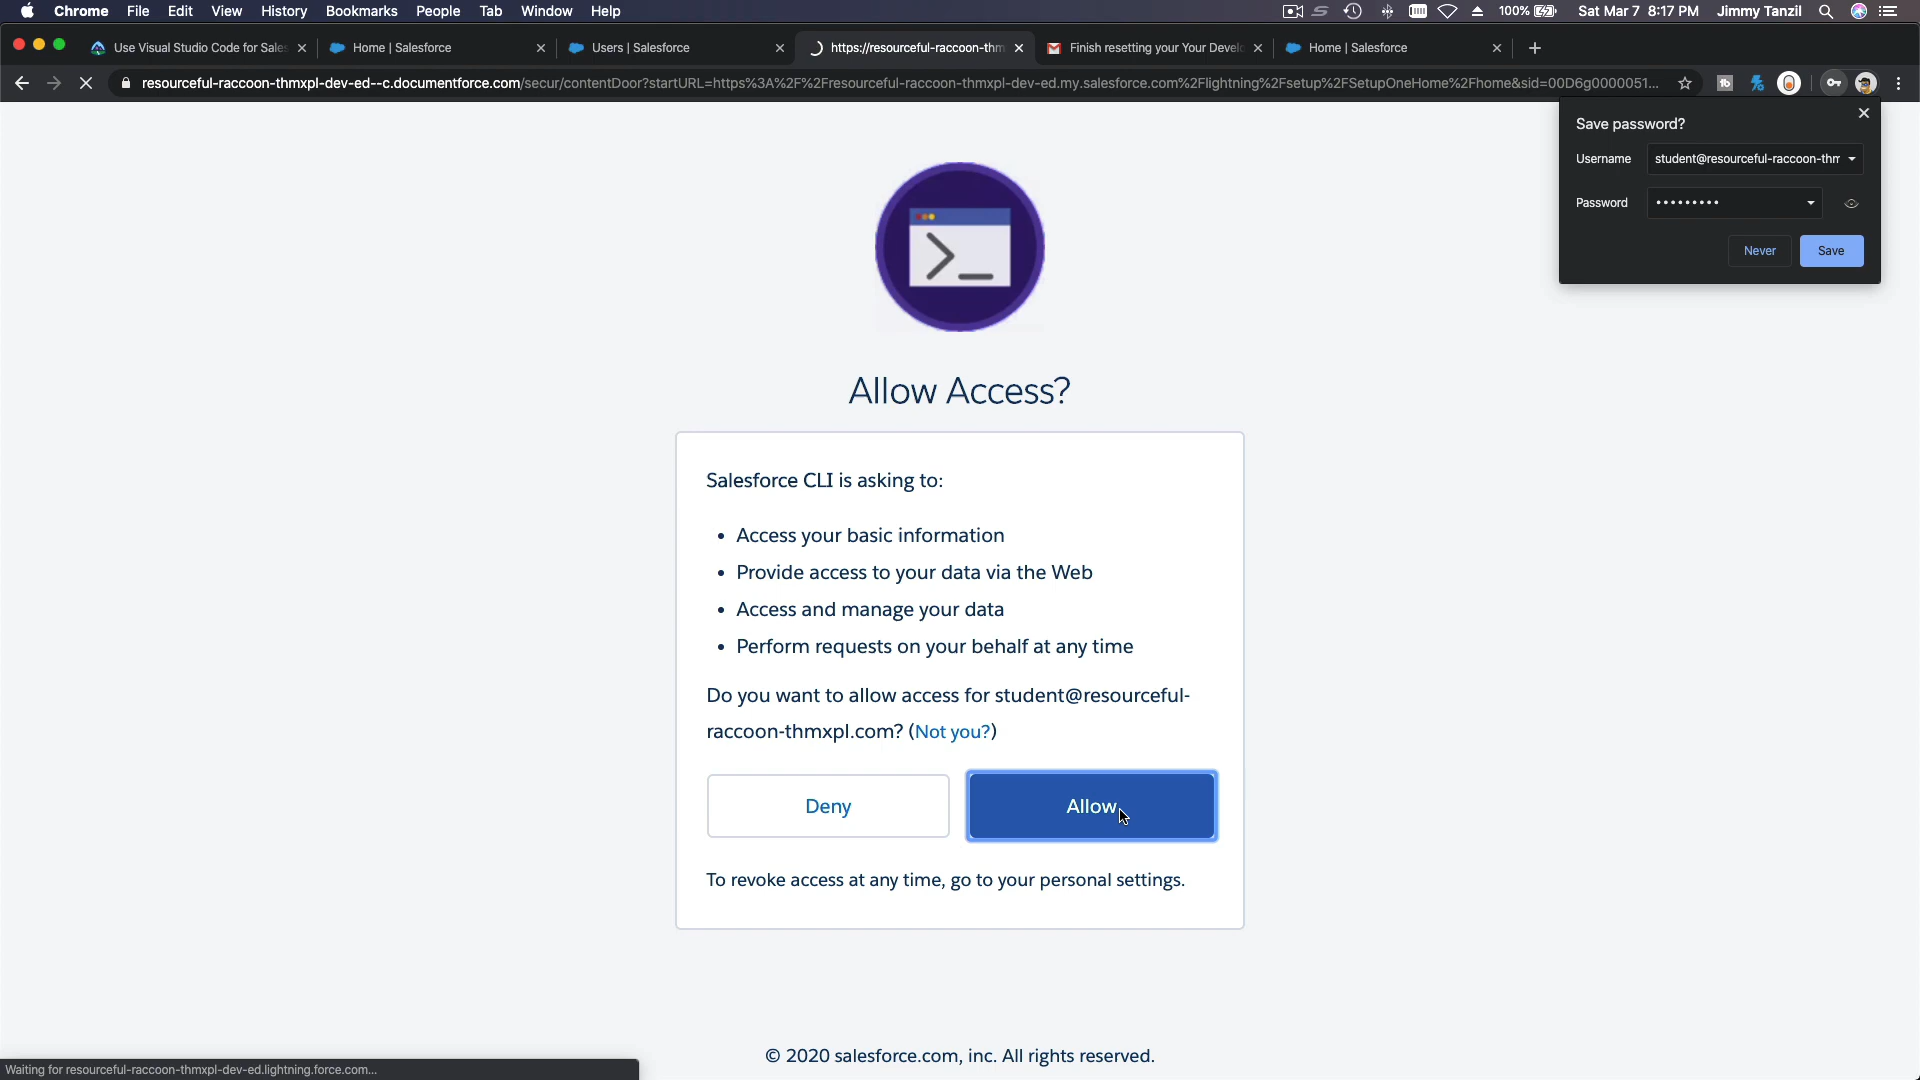 Chrome File Edit View History Bookmarks People Tab Window Help 100% Sat Mar 7 8:17 PM Jimmy Tanzil
Use Visual Studio Code for Sales
Home | Salesforce
Users | Salesforce
https://resourceful-raccoon-thm
Finish resetting your Your Devel
Home | Salesforce
resourceful-raccoon-thmxpl-dev-ed--c.documentforce.com/secur/contentDoor?startURL=https%3A%2F%2Fresourceful-raccoon-thmxpl-dev-ed.my.salesforce.com%2Flightning%2Fsetup%2FSetupOneHome%2Fhome&sid=00D6g0000051...
Save password?
Username student@resourceful-raccoon-thm
Password •••••••••
Never Save
Allow Access?
Salesforce CLI is asking to:
• Access your basic information
• Provide access to your data via the Web
• Access and manage your data
• Perform requests on your behalf at any time
Do you want to allow access for student@resourceful-
raccoon-thmxpl.com? (Not you?)
Deny Allow
To revoke access at any time, go to your personal settings.
© 2020 salesforce.com, inc. All rights reserved.
Waiting for resourceful-raccoon-thmxpl-dev-ed.lightning.force.com...